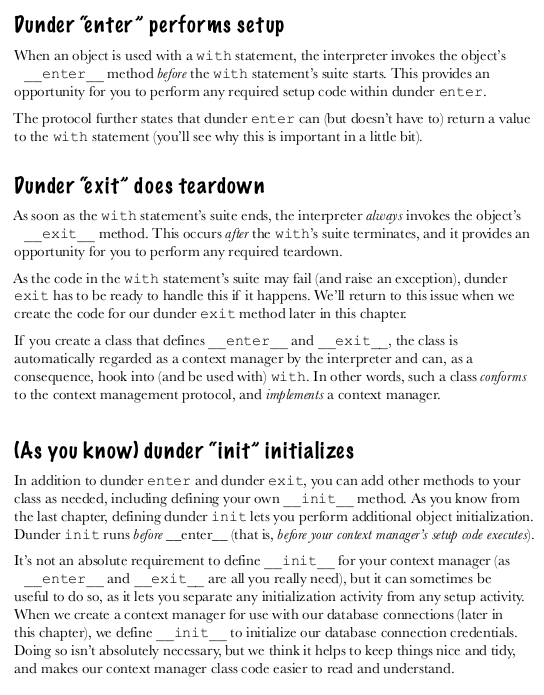 Dunder “enter” performs setup
When an object is used with a with statement, the interpreter invokes the object’s
__enter__ method before the with statement’s suite starts. This provides an
opportunity for you to perform any required setup code within dunder enter.
The protocol further states that dunder enter can (but doesn’t have to) return a value
to the with statement (you’ll see why this is important in a little bit).
Dunder “exit” does teardown
As soon as the with statement’s suite ends, the interpreter always invokes the object’s
__exit__ method. This occurs after the with’s suite terminates, and it provides an
opportunity for you to perform any required teardown.
As the code in the with statement’s suite may fail (and raise an exception), dunder
exit has to be ready to handle this if it happens. We’ll return to this issue when we
create the code for our dunder exit method later in this chapter.
If you create a class that defines __enter__ and __exit__, the class is
automatically regarded as a context manager by the interpreter and can, as a
consequence, hook into (and be used with) with. In other words, such a class conforms
to the context management protocol, and implements a context manager.
(As you know) dunder “init” initializes
In addition to dunder enter and dunder exit, you can add other methods to your
class as needed, including defining your own __init__ method. As you know from
the last chapter, defining dunder init lets you perform additional object initialization.
Dunder init runs before __enter__ (that is, before your context manager’s setup code executes).
It’s not an absolute requirement to define __init__ for your context manager (as
__enter__ and __exit__ are all you really need), but it can sometimes be
useful to do so, as it lets you separate any initialization activity from any setup activity.
When we create a context manager for use with our database connections (later in
this chapter), we define __init__ to initialize our database connection credentials.
Doing so isn’t absolutely necessary, but we think it helps to keep things nice and tidy,
and makes our context manager class code easier to read and understand.